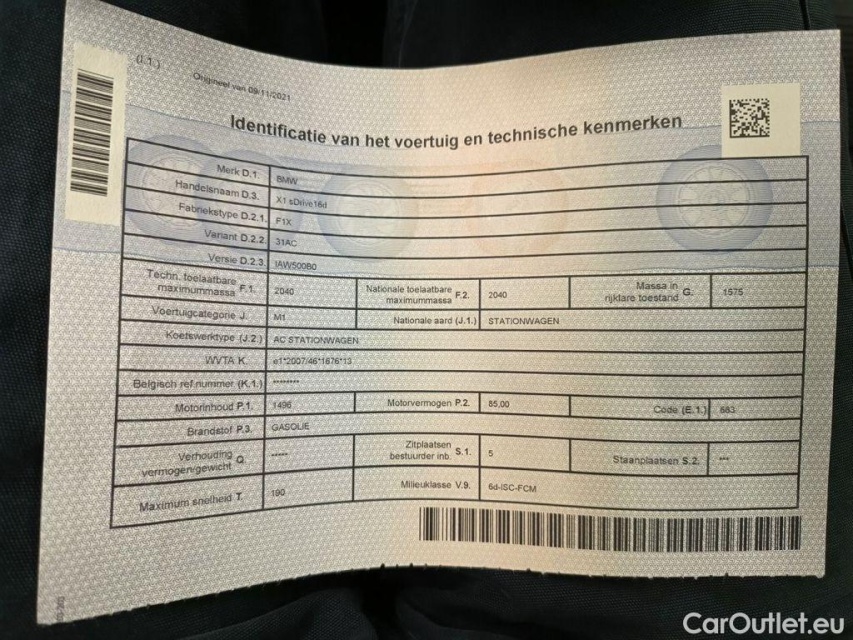 (I.1.)
Origineel van 09/11/2021
Identificatie van het voertuig en technische kenmerken
Merk D.1. BMW
Handelsnaam D.3. X1 sDrive16d
Fabriekstype D.2.1. F1X
Variant D.2.2. 31AC
Versie D.2.3. IAW500B0
Techn. toelaatbare maximummassa F.1. 2040 Nationale toelaatbare maximummassa F.2. 2040 Massa in rijklare toestand G. 1575
Voertuigcategorie J. M1 Nationale aard (J.1.) STATIONWAGEN
Koetswerktype (J.2.) AC STATIONWAGEN
WVTA K. e1*2007/46*1676*13
Belgisch ref.nummer (K.1.) ********
Motorinhoud P.1. 1496 Motorvermogen P.2. 85,00 Code (E.1.) 663
Brandstof P.3. GASOLIE
Verhouding vermogen/gewicht Q. ----- Zitplaatsen bestuurder inb. S.1. 5 Staanplaatsen S.2. ---
Maximum snelheid T. 190 Milieuklasse V.9. 6d-ISC-FCM
CarOutlet.eu